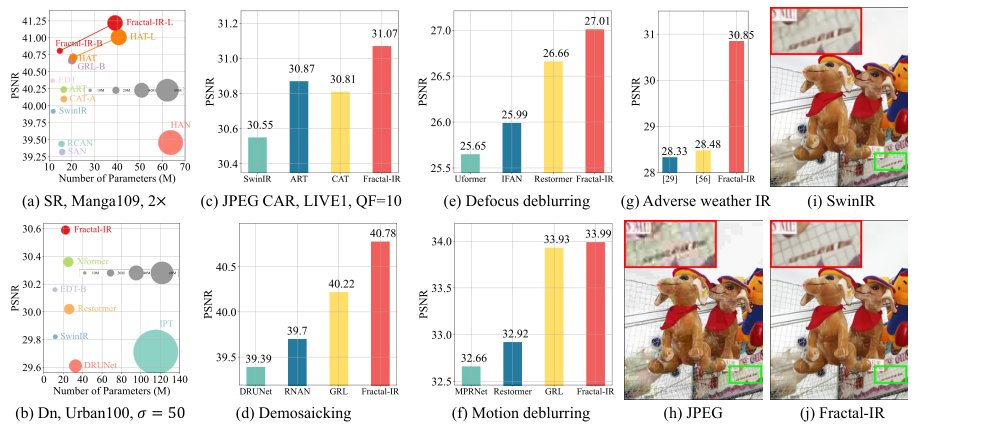 41.25
41.00
40.75
40.50
40.25
40.00
39.75
39.50
39.25
PSNR
Fractal-IR-L
HAT-L
Fractal-IR-B
HAT
GRL-B
EDT
ART
CAT-A
SwinIR
HAN
RCAN
SAN
10 20 30 40 50 60 70
Number of Parameters (M)
(a) SR, Manga109, 2×
31.2
31.0
30.8
30.6
30.4
PSNR
30.55
30.87
30.81
31.07
SwinIR ART CAT Fractal-IR
(c) JPEG CAR, LIVE1, QF=10
27.0
26.5
26.0
25.5
PSNR
25.65
25.99
26.66
27.01
Uformer IFAN Restormer Fractal-IR
(e) Defocus deblurring
31
30
29
28
PSNR
28.33
28.48
30.85
[29] [56] Fractal-IR
(g) Adverse weather IR
(i) SwinIR
30.6
30.4
30.2
30.0
29.8
29.6
PSNR
Fractal-IR
Xformer
EDT-B
Restormer
SwinIR
IPT
DRUNet
0 20 40 60 80 100 120 140
Number of Parameters (M)
(b) Dn, Urban100, σ = 50
40.5
40.0
39.5
PSNR
39.39
39.7
40.22
40.78
DRUNet RNAN GRL Fractal-IR
(d) Demosaicking
34.0
33.5
33.0
32.5
PSNR
32.66
32.92
33.93
33.99
MPRNet Restormer GRL Fractal-IR
(f) Motion deblurring
(h) JPEG
(j) Fractal-IR